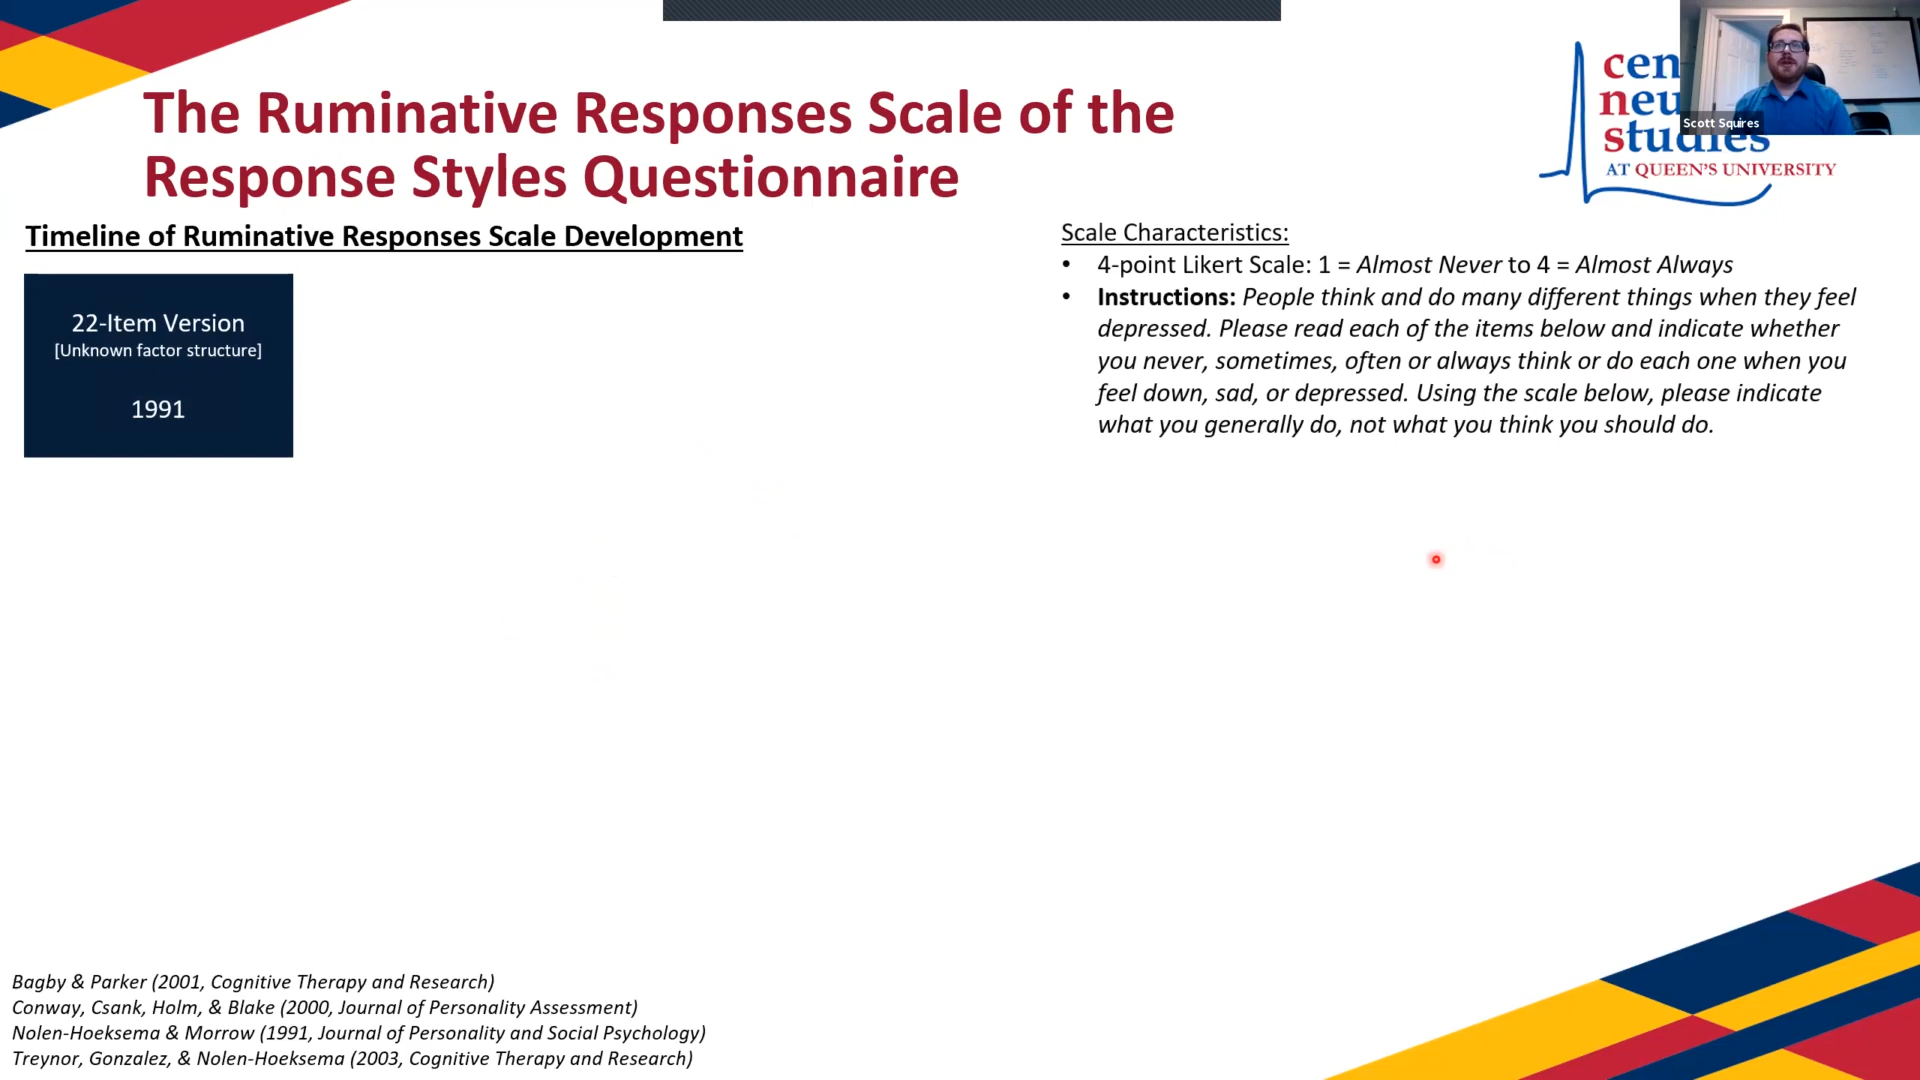 The Ruminative Responses Scale of the
Response Styles Questionnaire
cen
neu
studies
AT QUEEN'S UNIVERSITY
Scott Squires
Timeline of Ruminative Responses Scale Development
22-Item Version
[Unknown factor structure]
1991
Scale Characteristics:
• 4-point Likert Scale: 1 = Almost Never to 4 = Almost Always
• Instructions: People think and do many different things when they feel
depressed. Please read each of the items below and indicate whether
you never, sometimes, often or always think or do each one when you
feel down, sad, or depressed. Using the scale below, please indicate
what you generally do, not what you think you should do.
Bagby & Parker (2001, Cognitive Therapy and Research)
Conway, Csank, Holm, & Blake (2000, Journal of Personality Assessment)
Nolen-Hoeksema & Morrow (1991, Journal of Personality and Social Psychology)
Treynor, Gonzalez, & Nolen-Hoeksema (2003, Cognitive Therapy and Research)